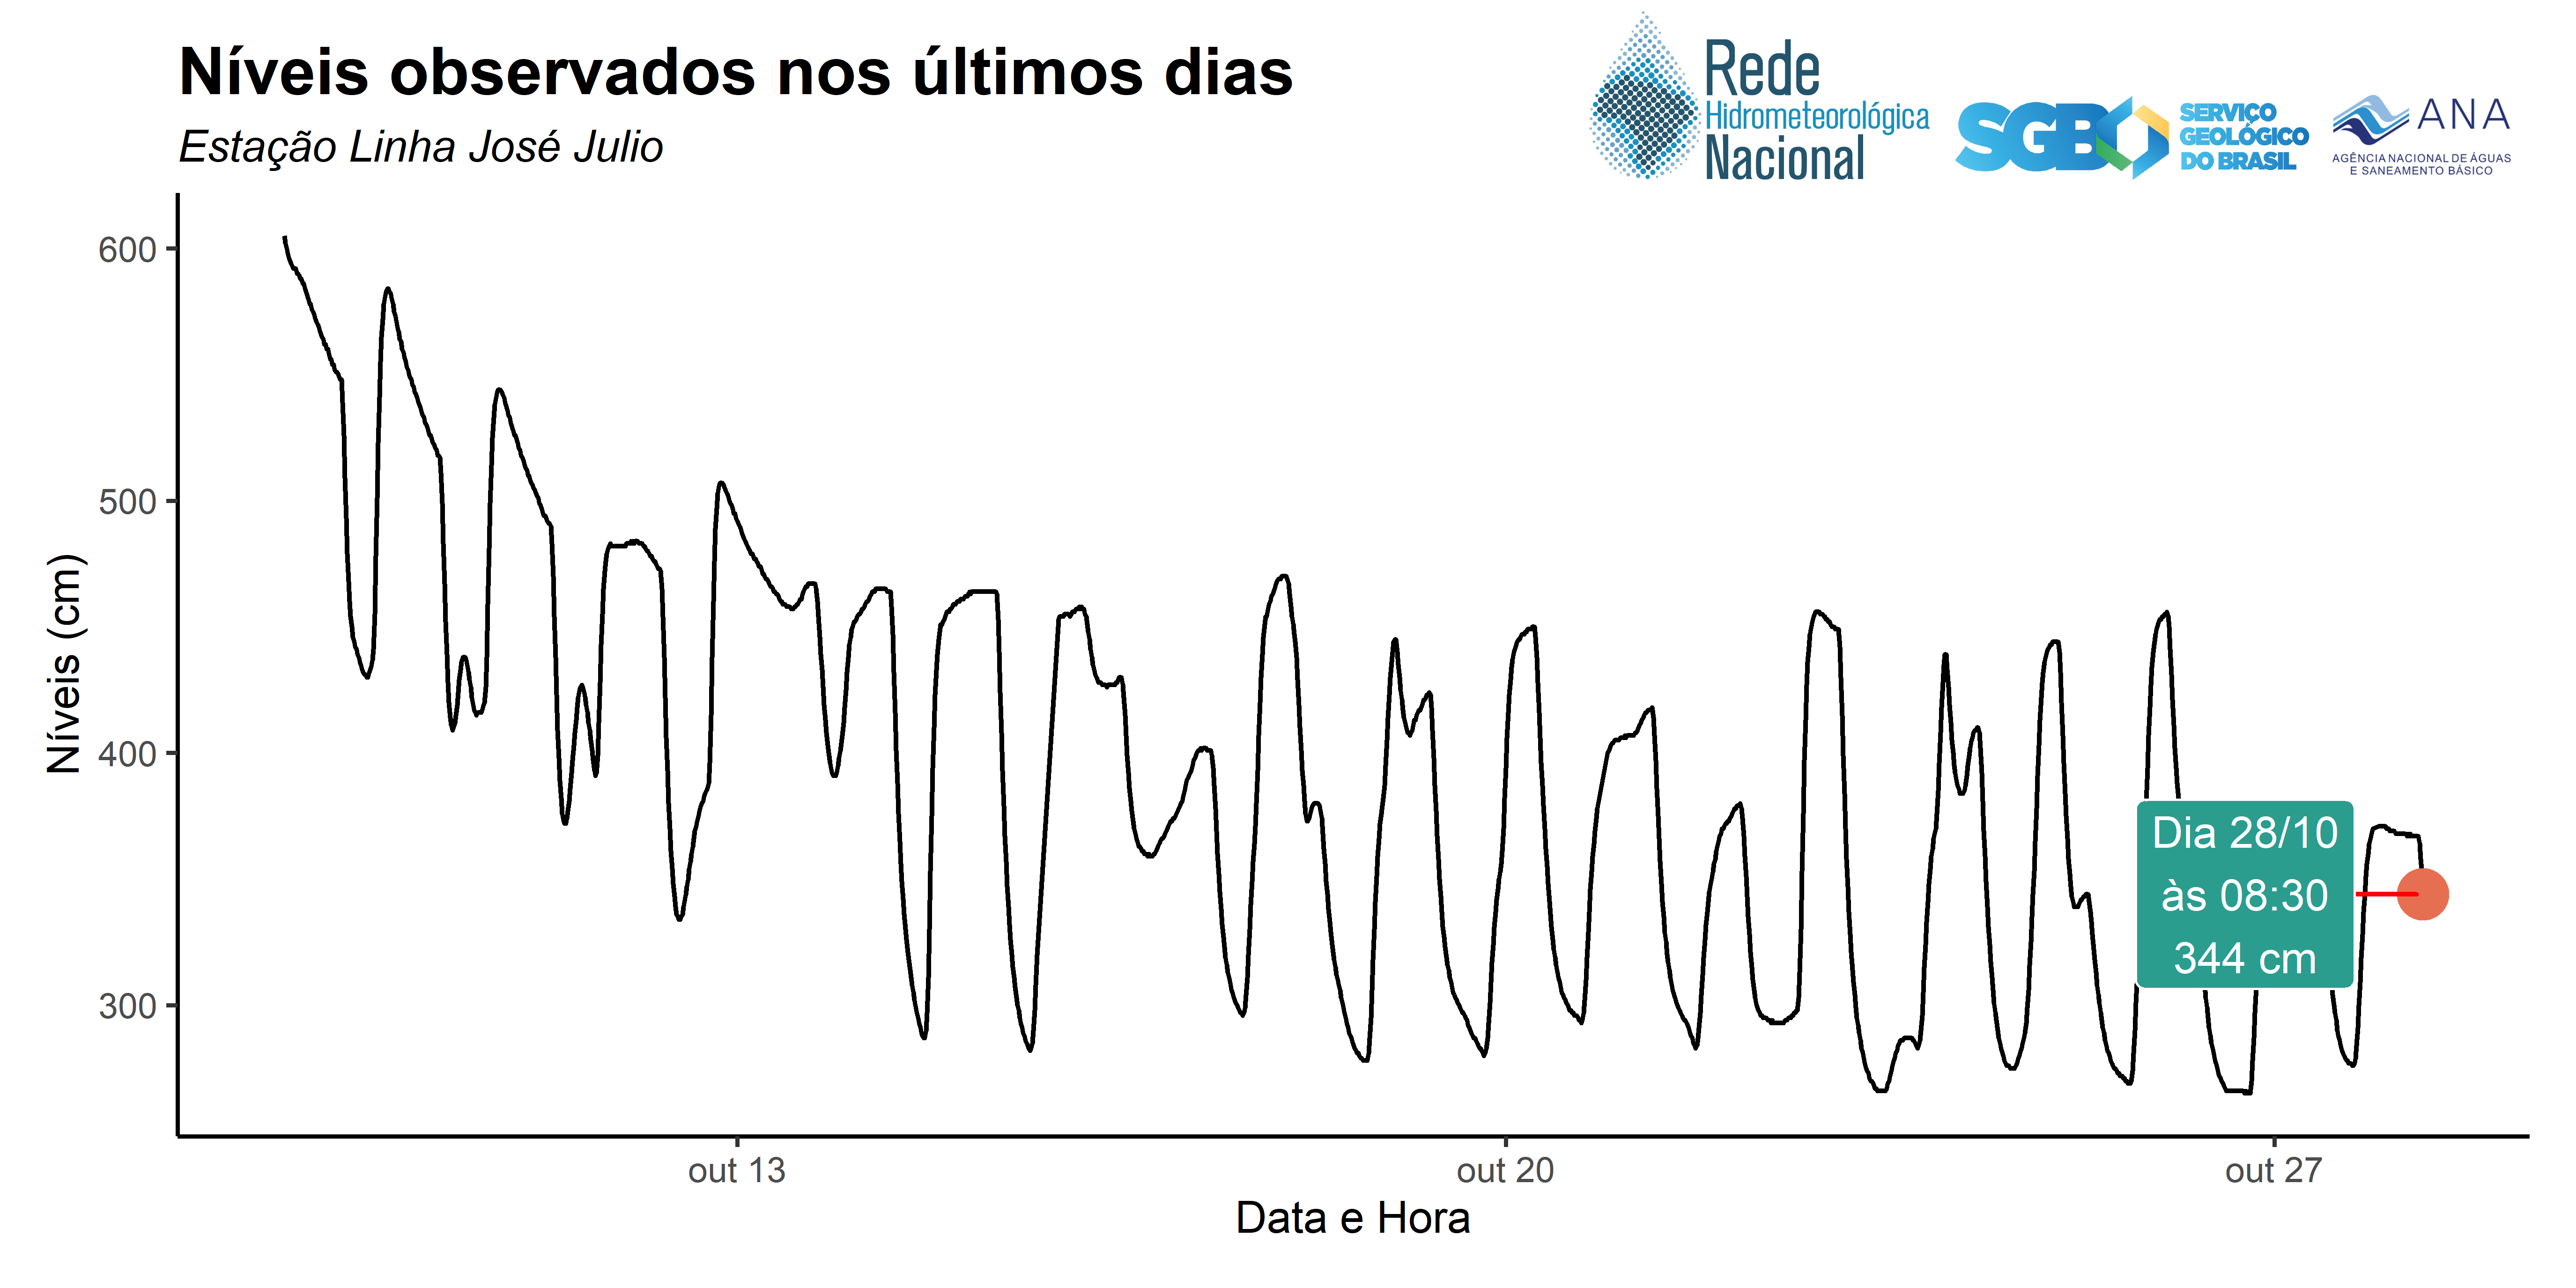 Níveis observados nos últimos dias
Estação Linha José Julio
Rede
Hidrometeorológica
Nacional
SGB
SERVIÇO
GEOLÓGICO
DO BRASIL
ANA
AGÊNCIA NACIONAL DE ÁGUAS
E SANEAMENTO BÁSICO
Níveis (cm)
600
500
400
300
Dia 28/10
às 08:30
344 cm
out 13
out 20
out 27
Data e Hora